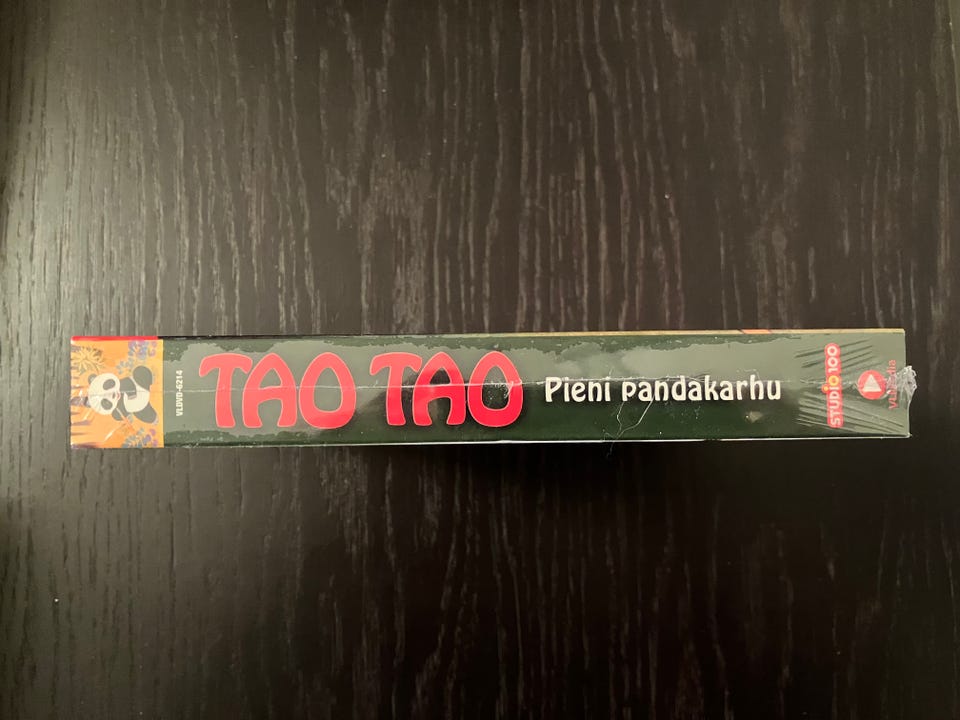 VLDVD-6214
TAO TAO
Pieni pandakarhu
STUDIO 100